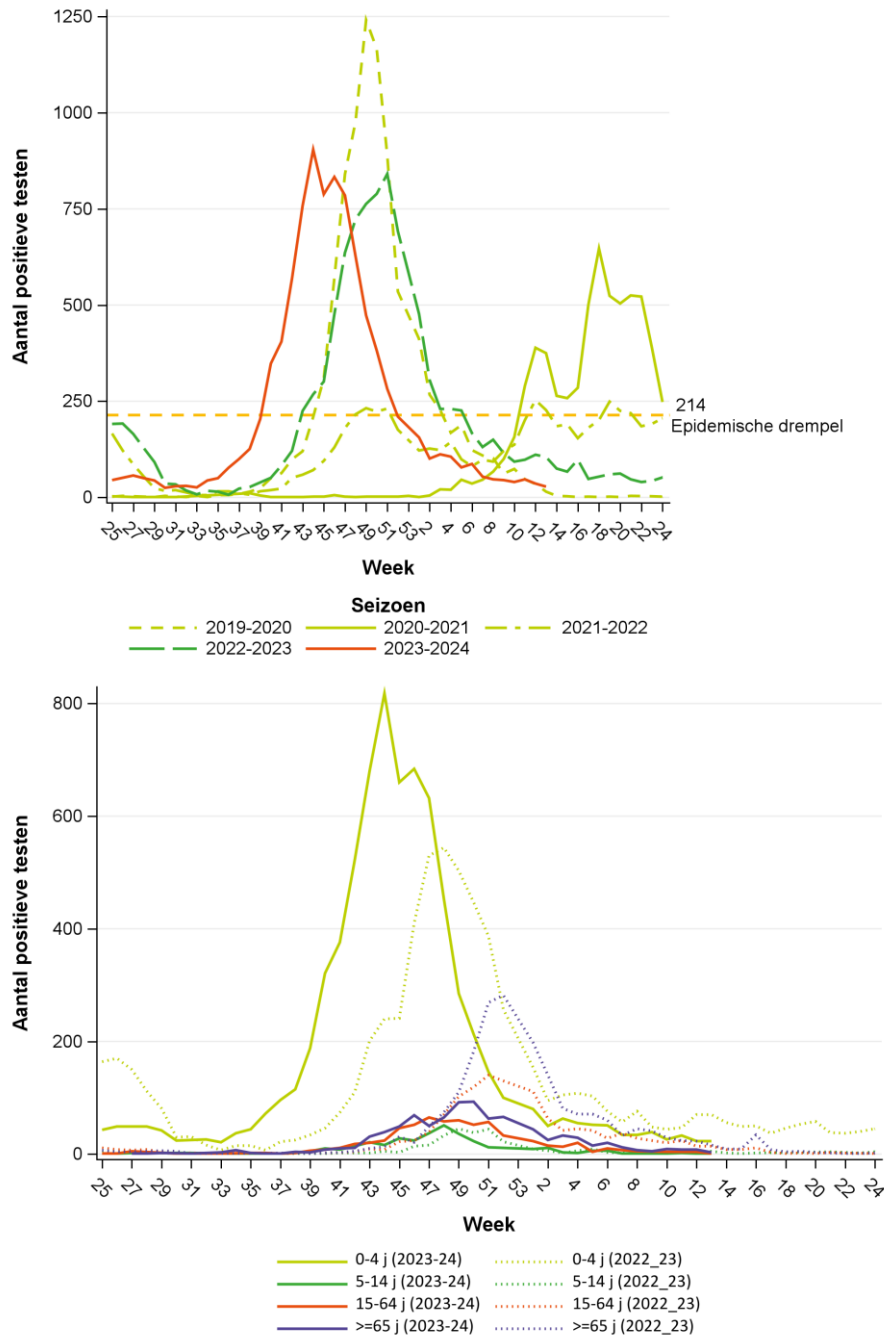 1250
1000
750
500
250
0
Aantal positieve testen
214
Epidemische drempel
25 27 29 31 33 35 37 39 41 43 45 47 49 51 53 2 4 6 8 10 12 14 16 18 20 22 24
Week
Seizoen
2019-2020 2020-2021 2021-2022
2022-2023 2023-2024
800
600
400
200
0
Aantal positieve testen
25 27 29 31 33 35 37 39 41 43 45 47 49 51 53 2 4 6 8 10 12 14 16 18 20 22 24
Week
0-4 j (2023-24) 0-4 j (2022_23)
5-14 j (2023-24) 5-14 j (2022_23)
15-64 j (2023-24) 15-64 j (2022_23)
>=65 j (2023-24) >=65 j (2022_23)